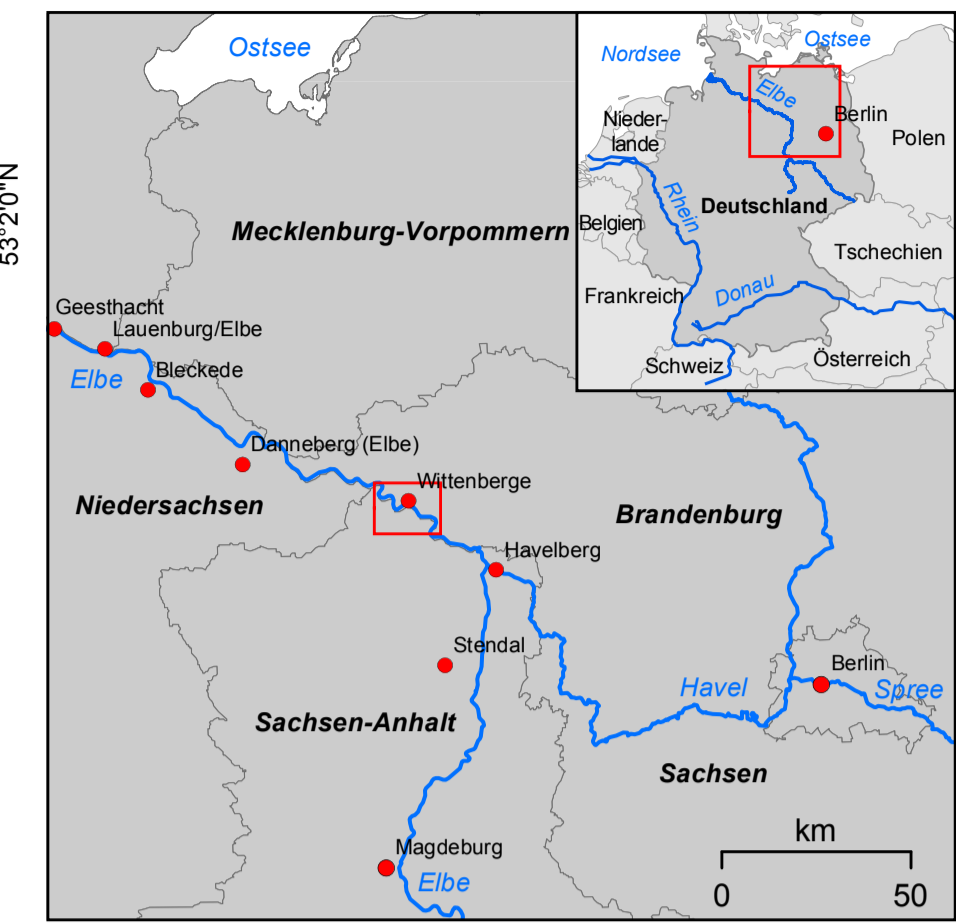 53°2'0"N
Ostsee
Mecklenburg-Vorpommern
Geesthacht
Lauenburg/Elbe
Elbe
Bleckede
Danneberg (Elbe)
Wittenberge
Niedersachsen
Brandenburg
Havelberg
Stendal
Berlin
Havel
Spree
Sachsen-Anhalt
Sachsen
Magdeburg
Elbe
km
0 50
Nordsee
Ostsee
Elbe
Berlin
Nieder-
lande
Polen
Rhein
Deutschland
Belgien
Tschechien
Frankreich
Donau
Schweiz
Österreich